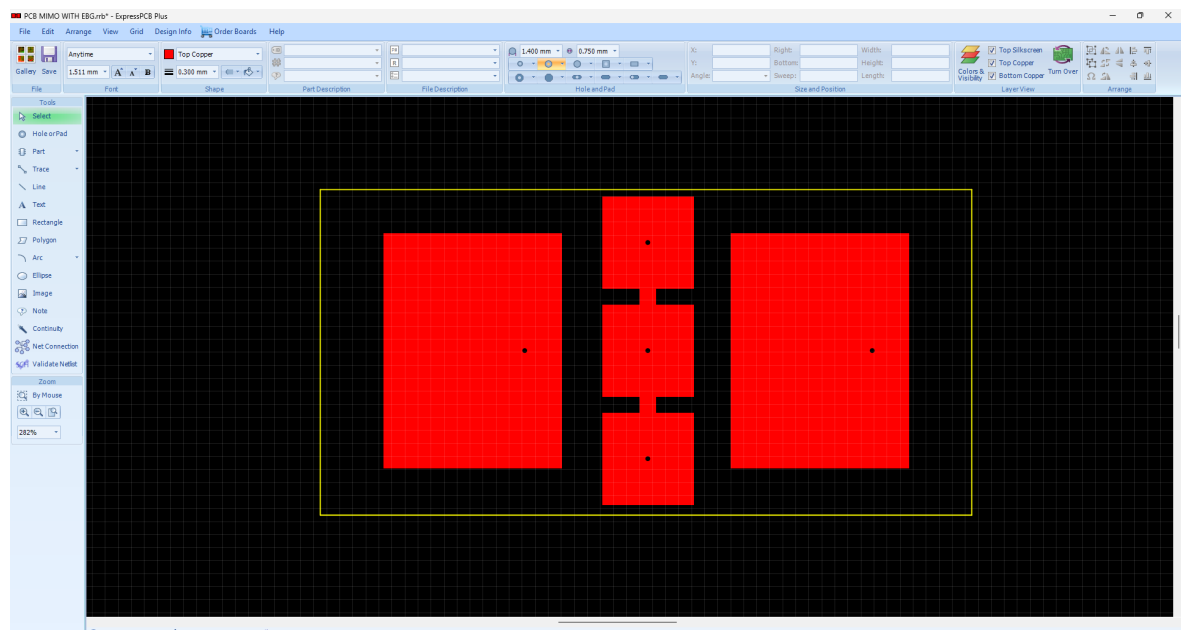 PCB MIMO WITH EBG.rrb* - ExpressPCB Plus
File Edit Arrange View Grid Design Info Order Boards Help
Gallery Save
File
Anytime
1.511 mm A A B
Font
Top Copper
0.300 mm
Shape
Part Description
File Description
1.400 mm 0.750 mm
Hole and Pad
X: Right: Width:
Y: Bottom: Height:
Angle: Sweep: Length:
Size and Position
Colors & Visibility
Top Silkscreen
Top Copper
Bottom Copper
Turn Over
Layer View
Arrange
Tools
Select
Hole or Pad
Part
Trace
Line
Text
Rectangle
Polygon
Arc
Ellipse
Image
Note
Continuity
Net Connection
Validate Netlist
Zoom
By Mouse
282%